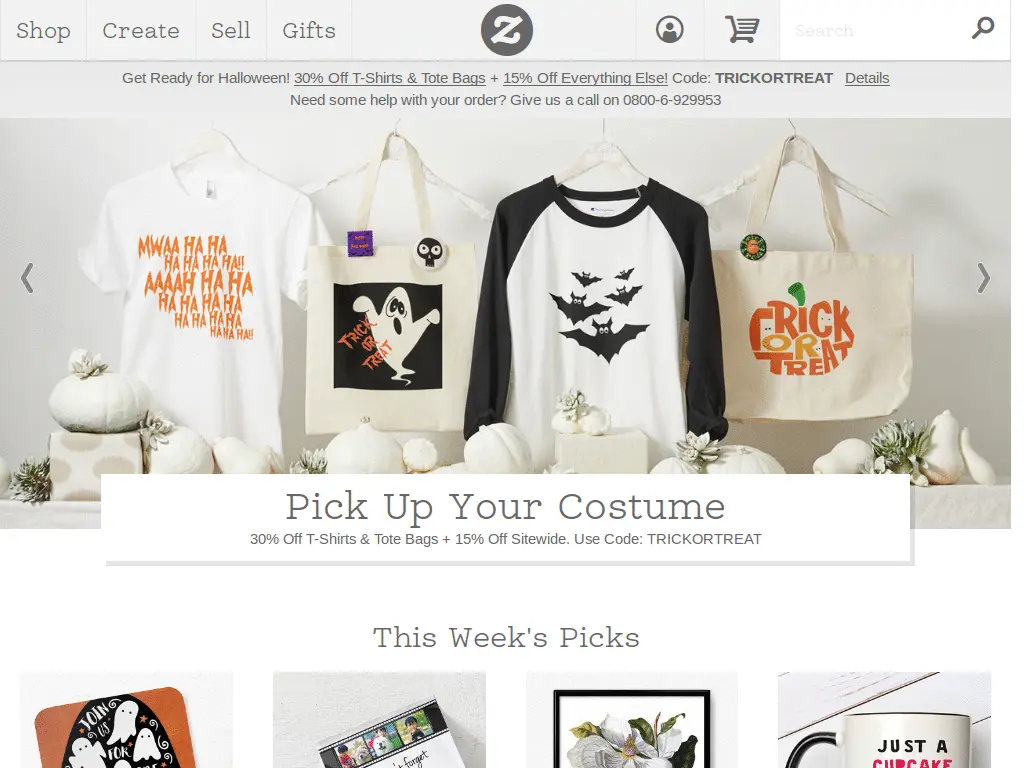 Shop Create Sell Gifts Z Search
Get Ready for Halloween! 30% Off T-Shirts & Tote Bags + 15% Off Everything Else! Code: TRICKORTREAT Details
Need some help with your order? Give us a call on 0800-6-929953
MWAA HA HA
HA HA HA HA!!
AAAAH HA HA
HA HA HA HA
HA HA HA HA
HA HA HA!!
TRICK
OR
TREAT
TRICK
OR
TREAT
Pick Up Your Costume
30% Off T-Shirts & Tote Bags + 15% Off Sitewide. Use Code: TRICKORTREAT
This Week's Picks
JOIN
US
FOR
forget
JUST A
CUPCAKE